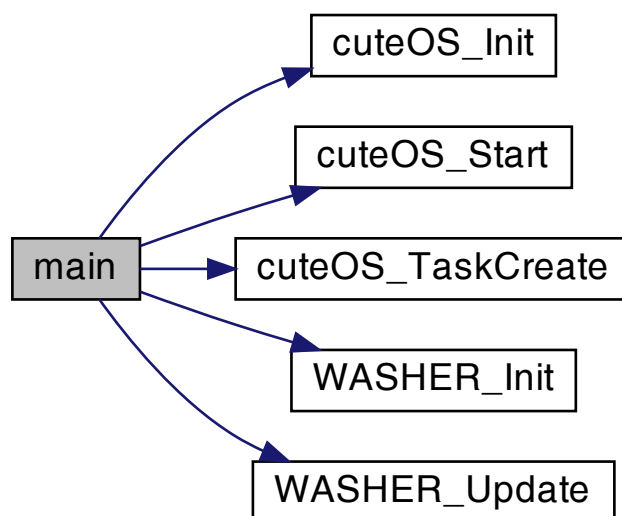 cuteOS_Init
cuteOS_Start
main
cuteOS_TaskCreate
WASHER_Init
WASHER_Update